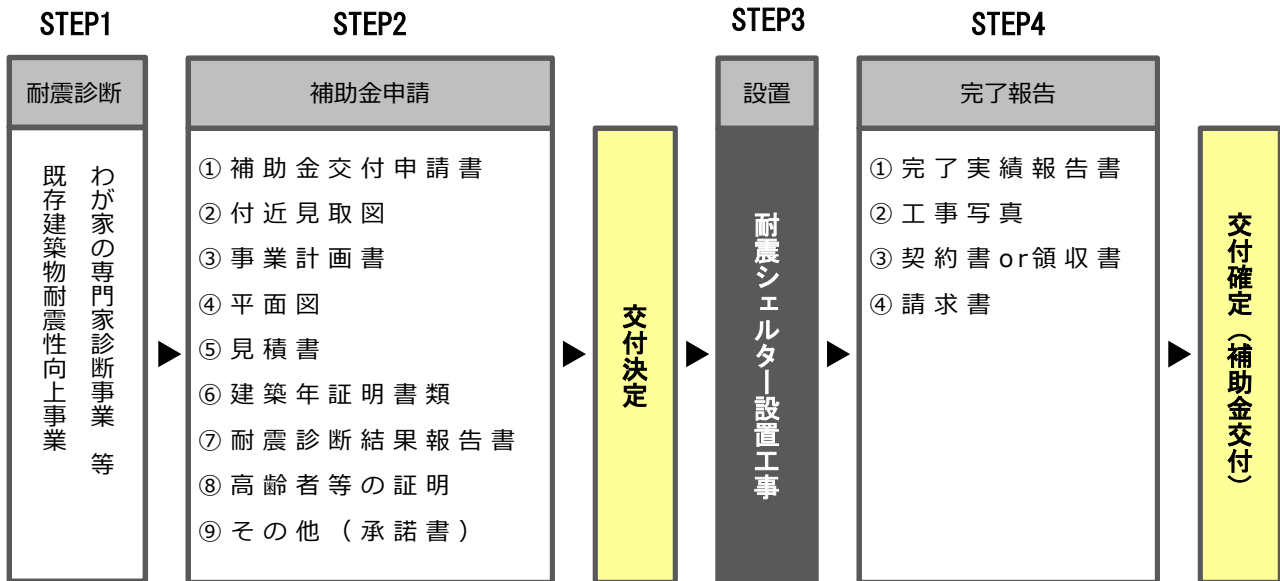 STEP1
耐震診断
わが家の専門家診断事業 等
既存建築物耐震性向上事業
STEP2
補助金申請
①補助金交付申請書
②付近見取図
③事業計画書
④平面図
⑤見積書
⑥建築年証明書類
⑦耐震診断結果報告書
⑧高齢者等の証明
⑨その他（承諾書）
交付決定
STEP3
設置
耐震シェルター設置工事
STEP4
完了報告
①完了実績報告書
②工事写真
③契約書or領収書
④請求書
交付確定（補助金交付）